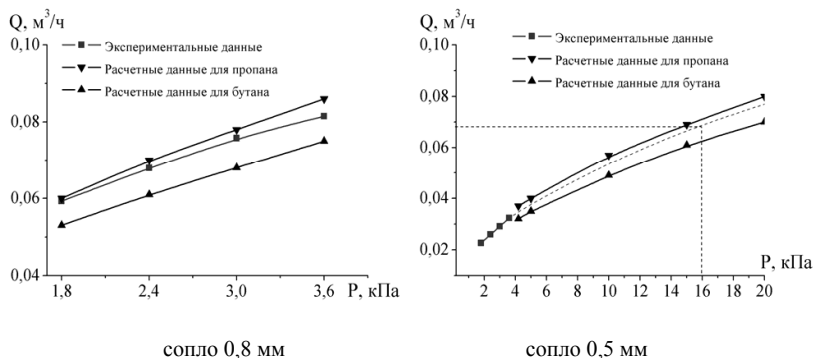 Q, м³/ч
0,10
0,08
0,06
0,04
1,8
2,4
3,0
3,6
P, кПа
Экспериментальные данные
Расчетные данные для пропана
Расчетные данные для бутана
сопло 0,8 мм
Q, м³/ч
0,10
0,08
0,06
0,04
0,02
2
4
6
8
10
12
14
16
18
20
P, кПа
Экспериментальные данные
Расчетные данные для пропана
Расчетные данные для бутана
сопло 0,5 мм